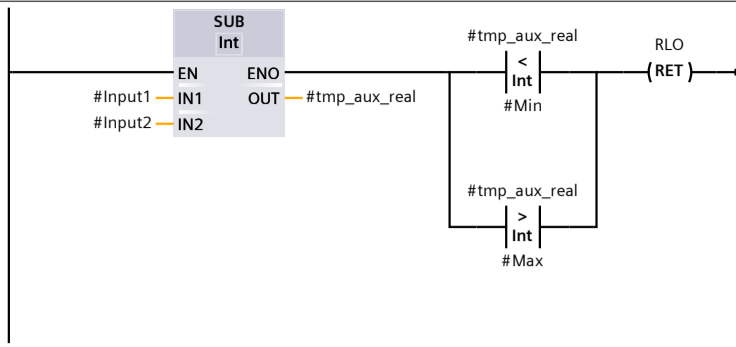 SUB
Int
EN ENO
#Input1 IN1 OUT #tmp_aux_real
#Input2 IN2
#tmp_aux_real
<
Int
#Min
RLO
RET
#tmp_aux_real
>
Int
#Max